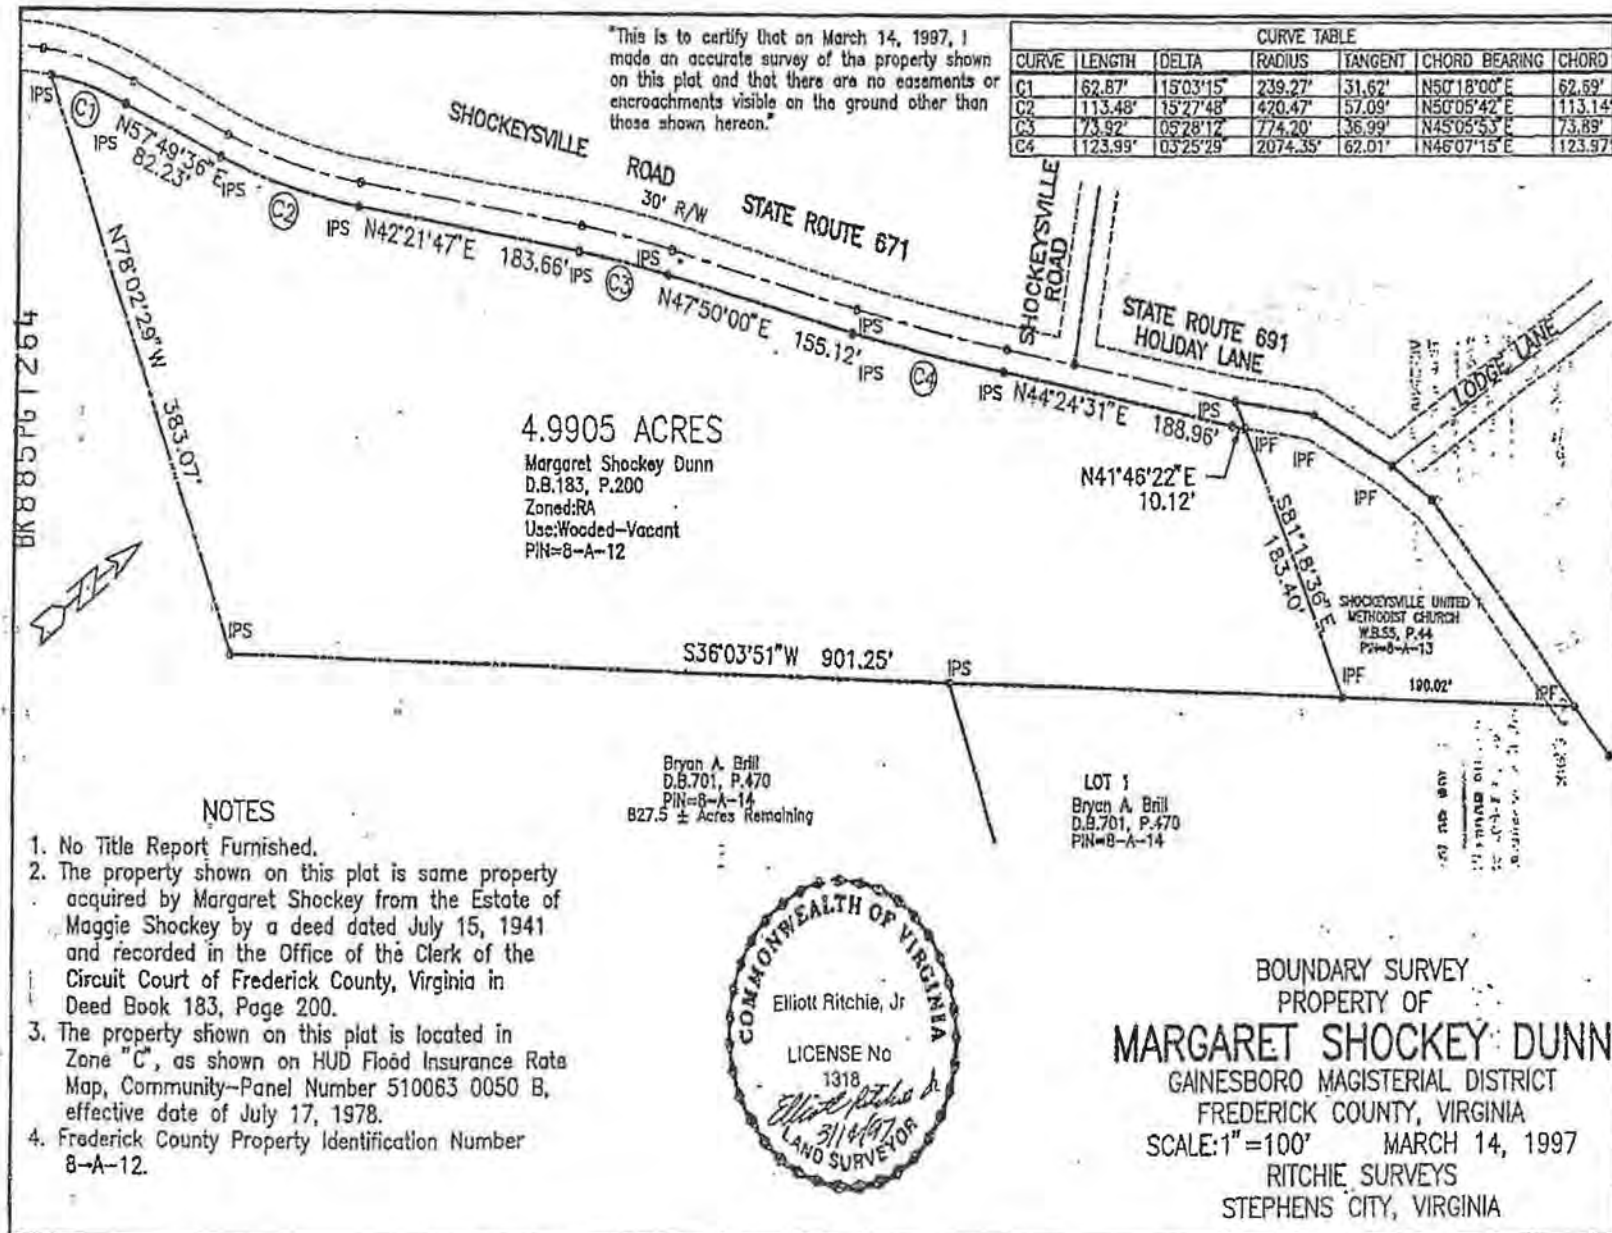 "This is to certify that on March 14, 1997, I
made an accurate survey of the property shown
on this plat and that there are no easements or
encroachments visible on the ground other than
those shown hereon."
CURVE TABLE
CURVE LENGTH DELTA RADIUS TANGENT CHORD BEARING CHORD
C1 62.87' 15°03'15" 239.27' 31.62' N50°18'00"E 62.69'
C2 113.48' 15°27'48" 420.47' 57.09' N50°05'42"E 113.14'
C3 73.92' 05°28'12" 774.20' 36.99' N45°05'53"E 73.89'
C4 123.99' 03°25'29" 2074.35' 62.01' N46°07'15"E 123.97'
SHOCKEYSVILLE ROAD STATE ROUTE 671
30' R/W
SHOCKEYSVILLE
ROAD
STATE ROUTE 691
HOLIDAY LANE
LODGE LANE
IPS
C1
IPS
N57°49'36"E
82.23'
IPS
C2
IPS
N42°21'47"E 183.66'
IPS
C3
IPS
N47°50'00"E 155.12'
IPS
IPS
C4
IPS
N44°24'31"E 188.96'
IPS
IPF
IPF
IPF
N41°46'22"E
10.12'
N78°02'29"W 383.07'
BK885PG1264
4.9905 ACRES
Margaret Shockey Dunn
D.B.183, P.200
Zoned:RA
Use:Wooded-Vacant
PIN=8-A-12
S81°18'36"E
183.40'
SHOCKEYSVILLE UNITED
METHODIST CHURCH
W.B.55, P.44
PIN=8-A-13
IPS
S36°03'51"W 901.25'
IPS
IPF
190.02'
IPF
Bryan A. Brill
D.B.701, P.470
PIN=8-A-14
827.5 ± Acres Remaining
LOT 1
Bryan A. Brill
D.B.701, P.470
PIN=8-A-14
NOTES
1. No Title Report Furnished.
2. The property shown on this plat is same property
acquired by Margaret Shockey from the Estate of
Maggie Shockey by a deed dated July 15, 1941
and recorded in the Office of the Clerk of the
Circuit Court of Frederick County, Virginia in
Deed Book 183, Page 200.
3. The property shown on this plat is located in
Zone "C", as shown on HUD Flood Insurance Rate
Map, Community-Panel Number 510063 0050 B,
effective date of July 17, 1978.
4. Frederick County Property Identification Number
8-A-12.
COMMONWEALTH OF VIRGINIA
Elliott Ritchie, Jr
LICENSE No
1318
Elliott Ritchie Jr
3/14/97
LAND SURVEYOR
BOUNDARY SURVEY
PROPERTY OF
MARGARET SHOCKEY DUNN
GAINESBORO MAGISTERIAL DISTRICT
FREDERICK COUNTY, VIRGINIA
SCALE:1"=100' MARCH 14, 1997
RITCHIE SURVEYS
STEPHENS CITY, VIRGINIA